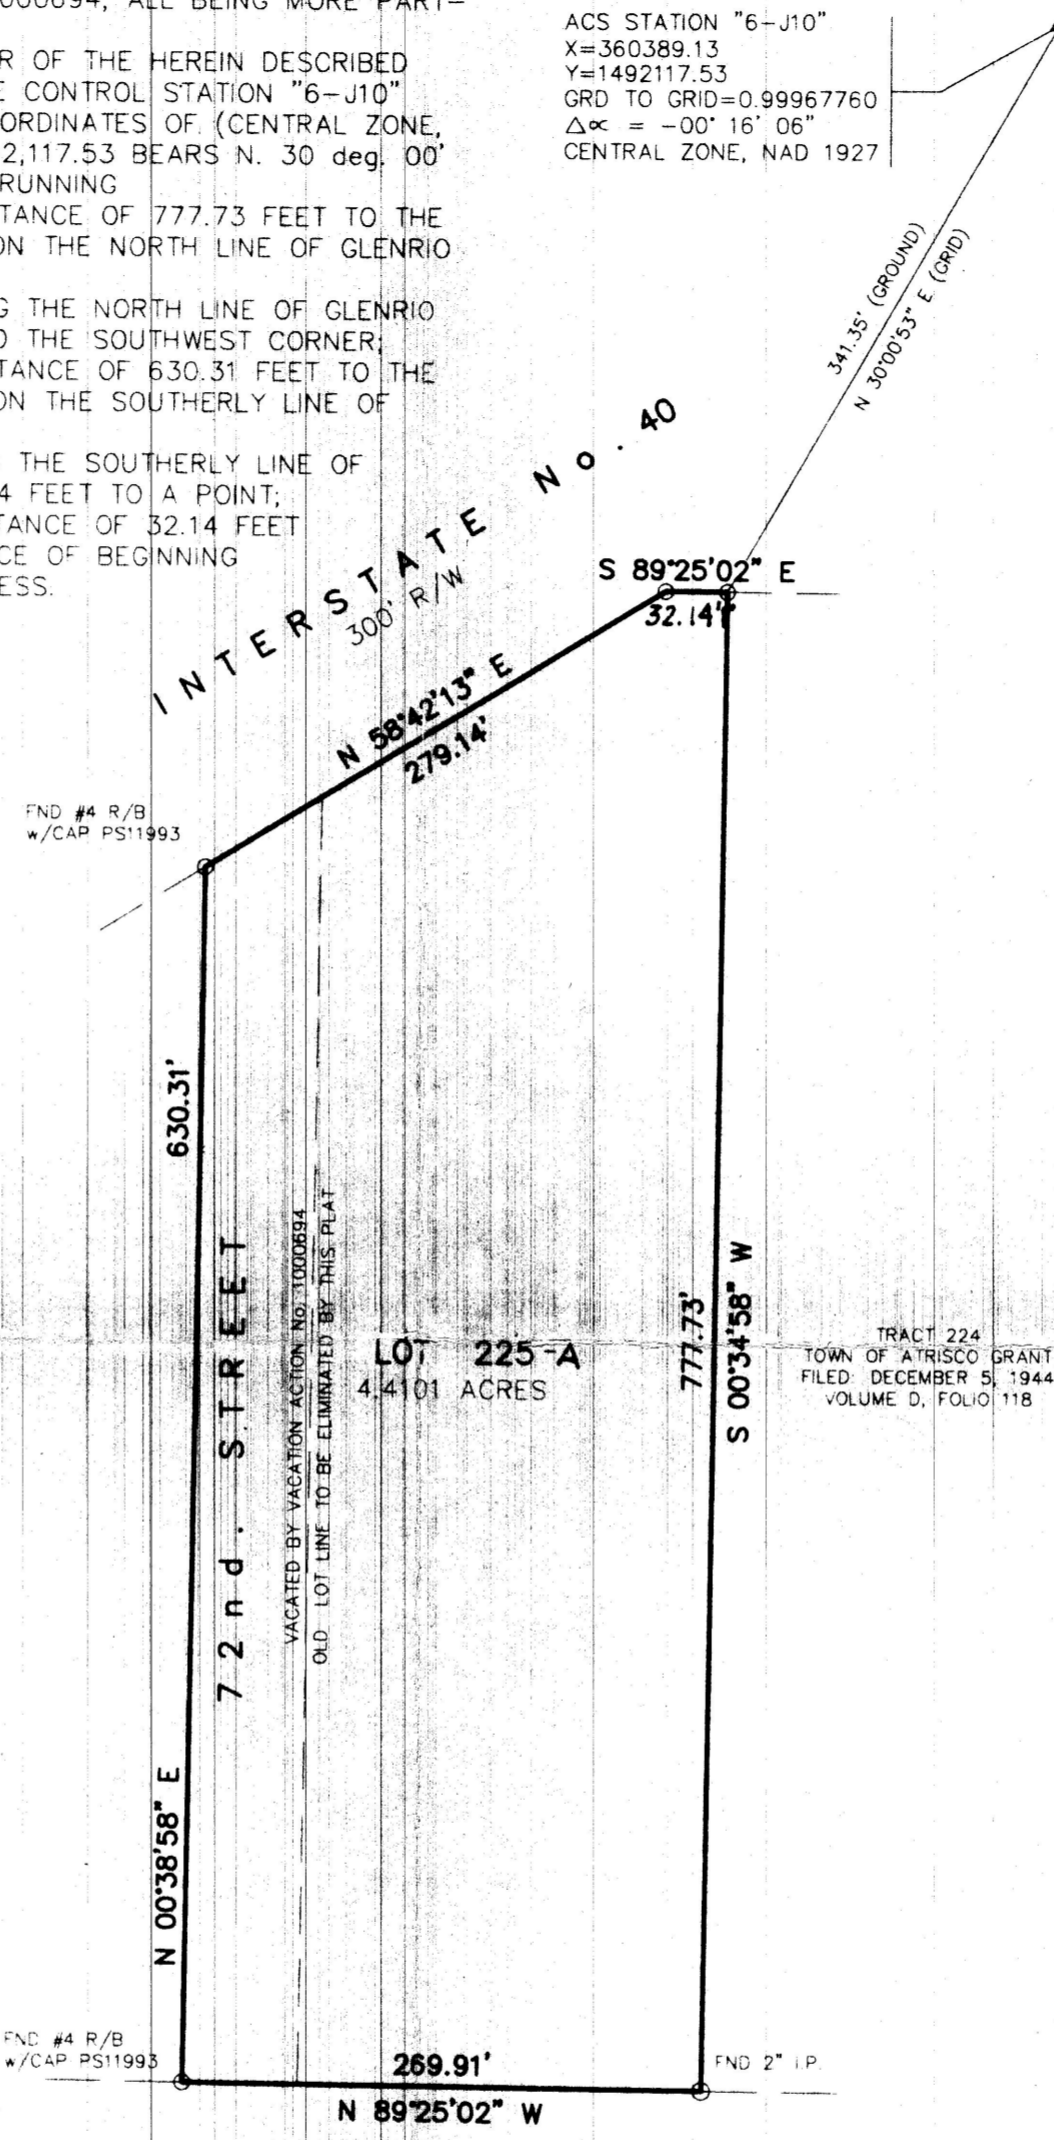 000694, ALL BEING MORE PART-
R OF THE HEREIN DESCRIBED
E CONTROL STATION "6-J10"
ORDINATES OF (CENTRAL ZONE,
2,117.53 BEARS N. 30 deg. 00'
RUNNING
TANCE OF 777.73 FEET TO THE
ON THE NORTH LINE OF GLENRIO
G THE NORTH LINE OF GLENRIO
O THE SOUTHWEST CORNER;
TANCE OF 630.31 FEET TO THE
ON THE SOUTHERLY LINE OF
THE SOUTHERLY LINE OF
4 FEET TO A POINT;
TANCE OF 32.14 FEET
CE OF BEGINNING
ESS.
ACS STATION "6-J10"
X=360389.13
Y=1492117.53
GRD TO GRID=0.99967760
Δ∝ = -00° 16' 06"
CENTRAL ZONE, NAD 1927
341.35' (GROUND)
N 30°00'53" E (GRID)
INTERSTATE No. 40
300' R/W
S 89°25'02" E
32.14'
N 58°42'13" E
279.14'
FND #4 R/B
w/CAP PS11993
630.31'
N 00°38'58" E
72nd. STREET
VACATED BY VACATION ACTION No. 1000694
OLD LOT LINE TO BE ELIMINATED BY THIS PLAT
LOT 225-A
4.4101 ACRES
777.73'
S 00°34'58" W
TRACT 224
TOWN OF ATRISCO GRANT
FILED: DECEMBER 5, 1944
VOLUME D, FOLIO 118
FND #4 R/B
w/CAP PS11993
269.91'
N 89°25'02" W
FND 2" I.P.